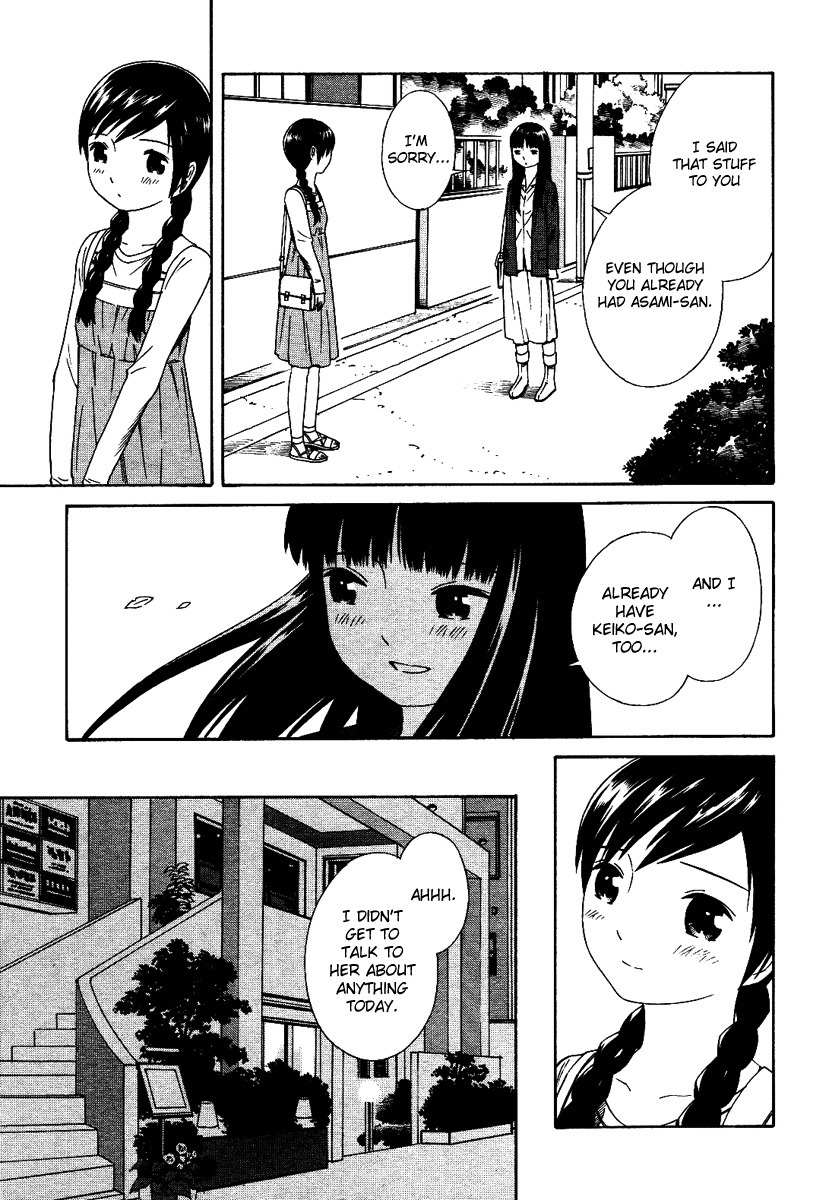 I SAID
THAT STUFF
TO YOU
EVEN THOUGH
YOU ALREADY
HAD ASAMI-SAN.
I'M
SORRY...
AND I
...
ALREADY
HAVE
KEIKO-SAN,
TOO...
AHHH.
I DIDN'T
GET TO
TALK TO
HER ABOUT
ANYTHING
TODAY.